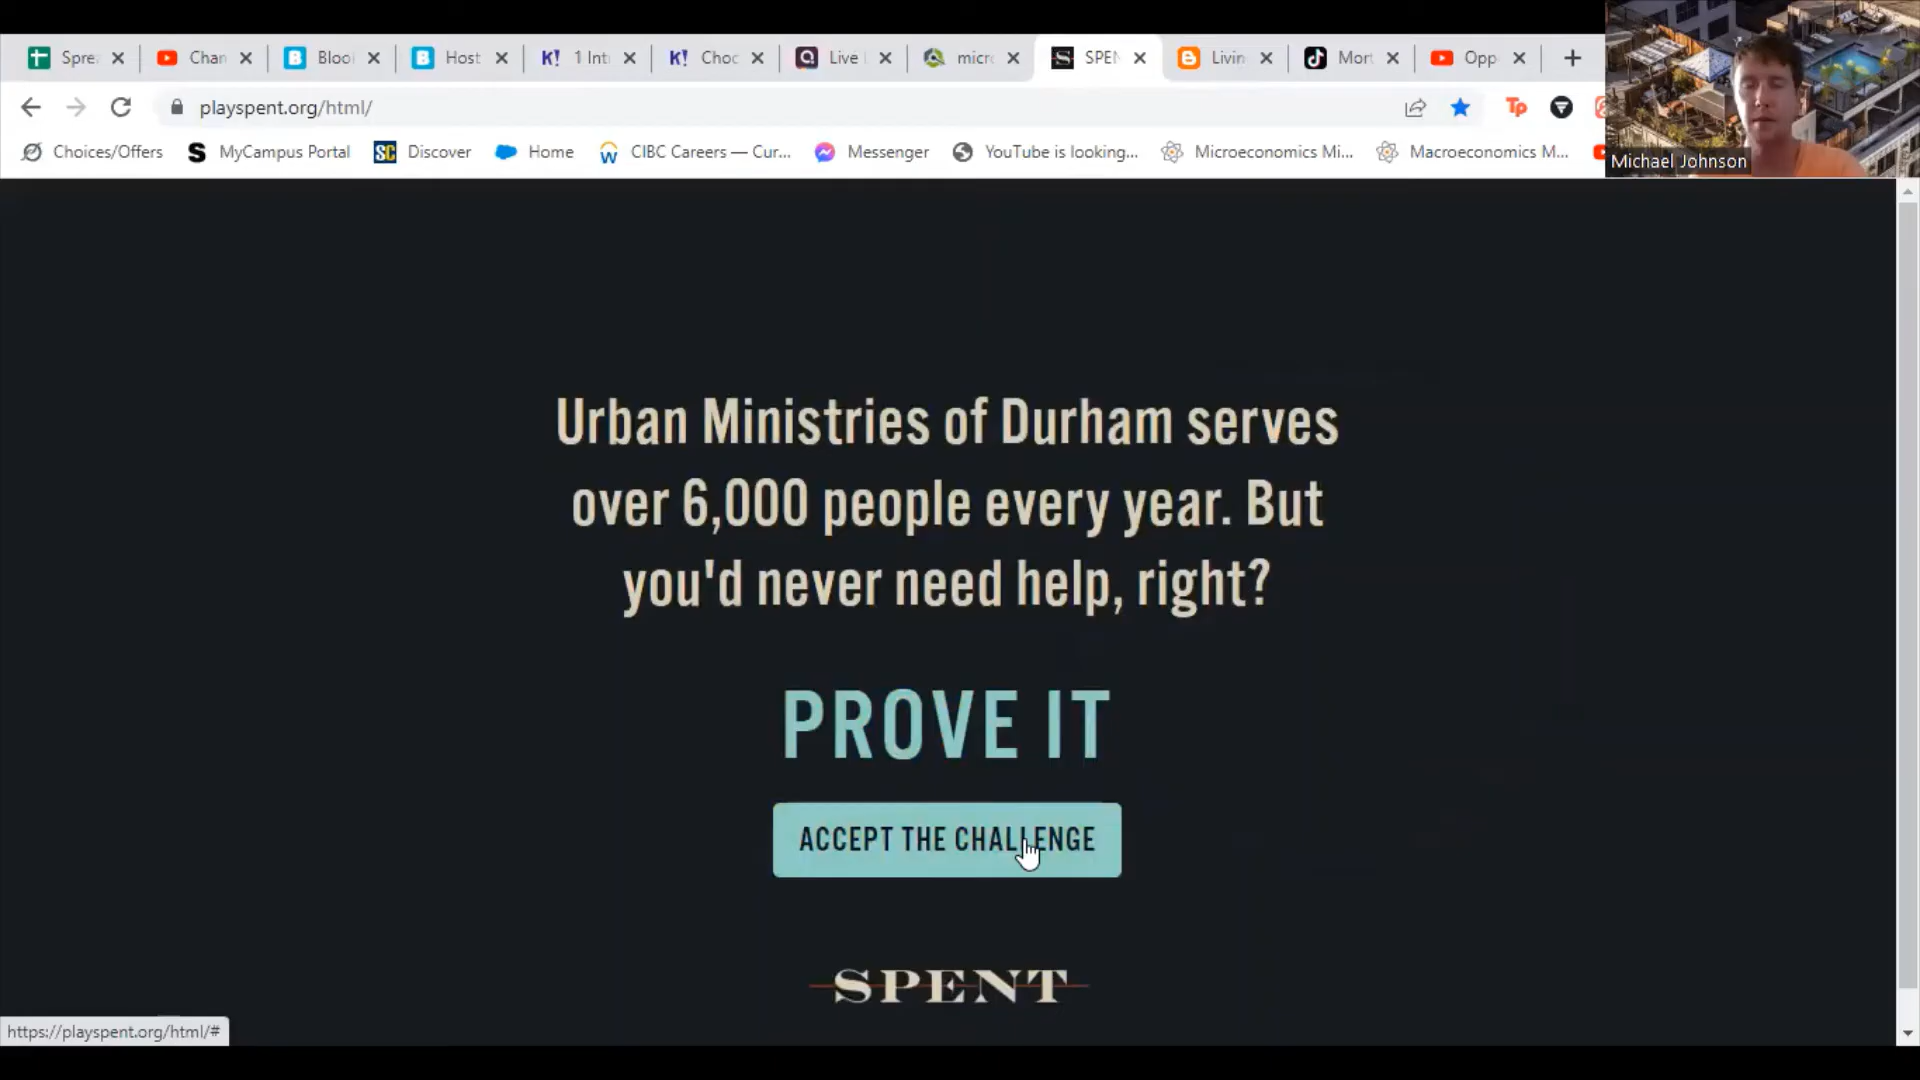 Spre
Chan
Bloo
Host
K! 1 Int
K! Choc
Live
micr
SPEN
Livin
Mort
Opp
playspent.org/html/
Tp
Choices/Offers
S MyCampus Portal
SC Discover
Home
CIBC Careers — Cur...
Messenger
YouTube is looking...
Microeconomics Mi...
Macroeconomics M...
Michael Johnson
Urban Ministries of Durham serves
over 6,000 people every year. But
you'd never need help, right?
PROVE IT
ACCEPT THE CHALLENGE
SPENT
https://playspent.org/html/#